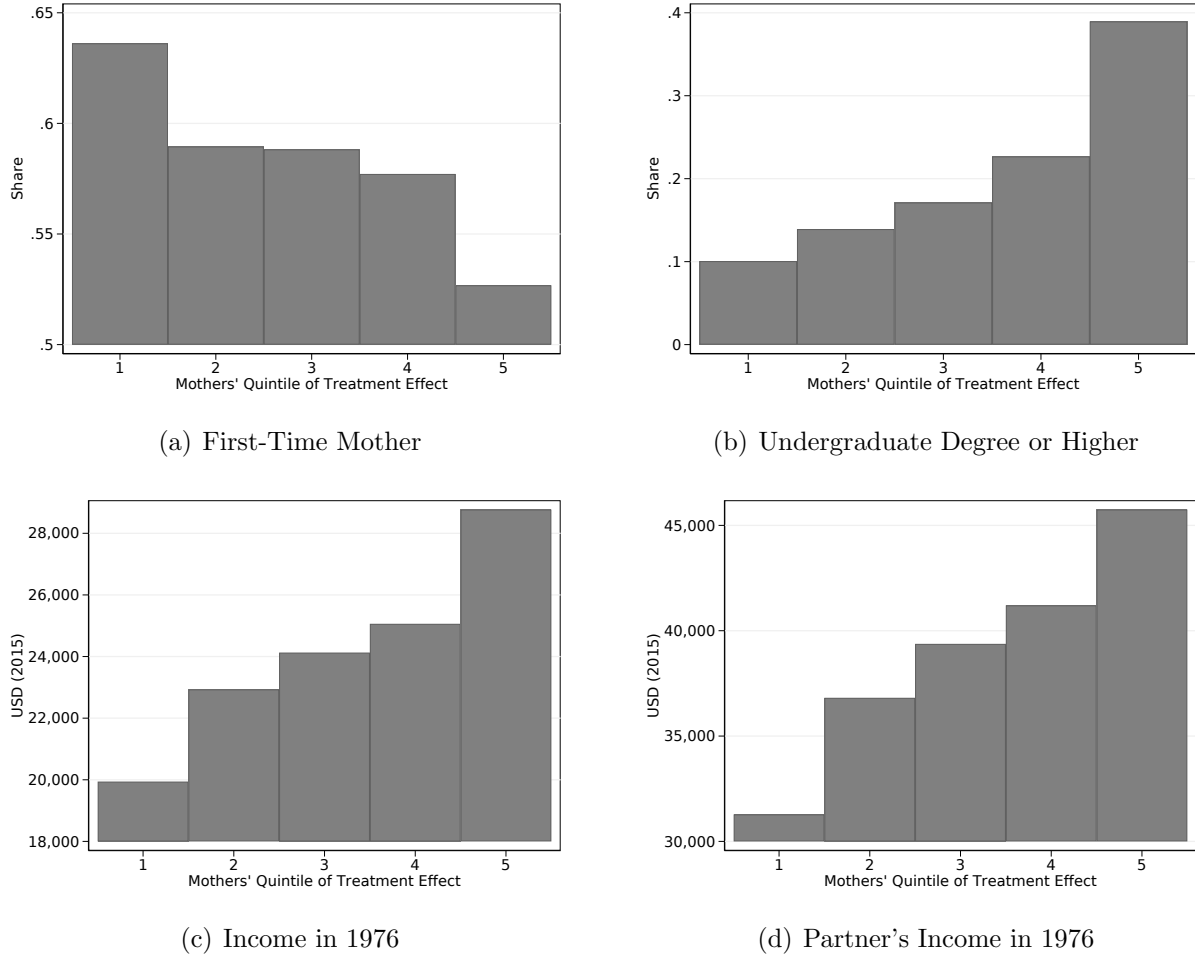 .65
.6
.55
.5
Share
1 2 3 4 5
Mothers' Quintile of Treatment Effect
(a) First-Time Mother
.4
.3
.2
.1
0
Share
1 2 3 4 5
Mothers' Quintile of Treatment Effect
(b) Undergraduate Degree or Higher
28,000
26,000
24,000
22,000
20,000
18,000
USD (2015)
1 2 3 4 5
Mothers' Quintile of Treatment Effect
(c) Income in 1976
45,000
40,000
35,000
30,000
USD (2015)
1 2 3 4 5
Mothers' Quintile of Treatment Effect
(d) Partner's Income in 1976